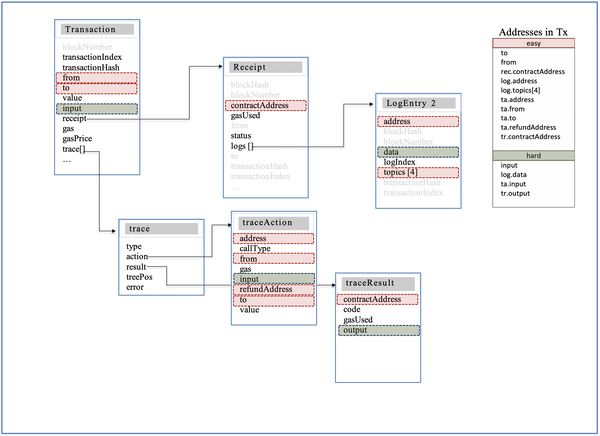 Transaction
blockNumber
transactionIndex
transactionHash
from
to
value
input
receipt
gas
gasPrice
trace[]
...
Receipt
blockHash
blockNumber
contractAddress
gasUsed
from
status
logs []
to
transactionHash
transactionIndex
...
LogEntry 2
address
blockHash
blockNumber
data
logIndex
topics [4]
transactionHash
transactionIndex
Addresses in Tx
easy
to
from
rec.contractAddress
log.address
log.topics[4]
ta.address
ta.from
ta.to
ta.refundAddress
tr.contractAddress
hard
input
log.data
ta.input
tr.output
trace
type
action
result
treePos
error
traceAction
address
callType
from
gas
input
refundAddress
to
value
traceResult
contractAddress
code
gasUsed
output